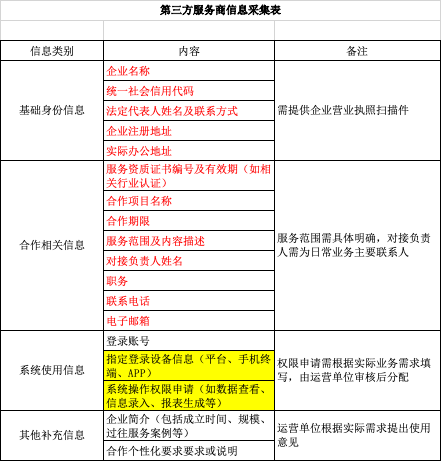 第三方服务商信息采集表
信息类别 内容 备注
基础身份信息
企业名称
统一社会信用代码
法定代表人姓名及联系方式
企业注册地址
实际办公地址
需提供企业营业执照扫描件
合作相关信息
服务资质证书编号及有效期（如相
关行业认证）
合作项目名称
合作期限
服务范围及内容描述
对接负责人姓名
职务
联系电话
电子邮箱
服务范围需具体明确，对接负责
人需为日常业务主要联系人
系统使用信息
登录账号
指定登录设备信息（平台、手机终
端、APP）
系统操作权限申请（如数据查看、
信息录入、报表生成等）
权限申请需根据实际业务需求填
写，由运营单位审核后分配
其他补充信息
企业简介（包括成立时间、规模、
过往服务案例等）
合作个性化要求要求或说明
运营单位根据实际需求提出使用
意见